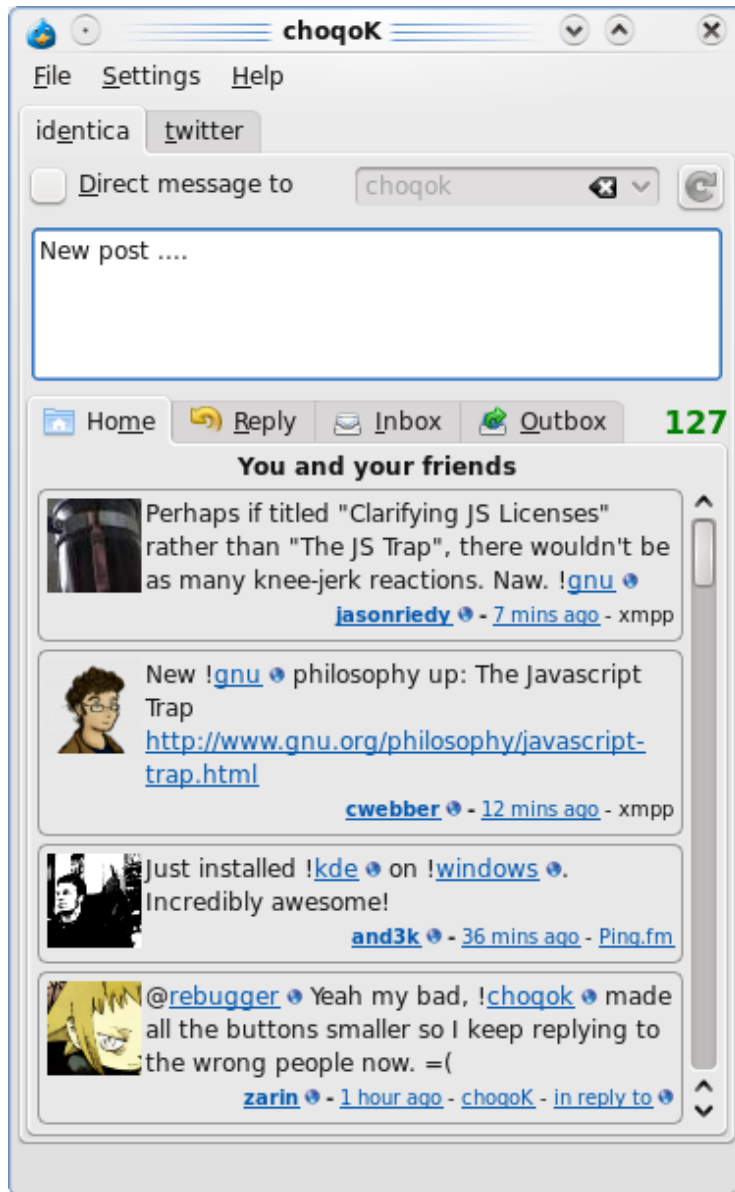 choqoK
File Settings Help
identica twitter
Direct message to choqok
New post ....
Home Reply Inbox Outbox 127
You and your friends
Perhaps if titled "Clarifying JS Licenses"
rather than "The JS Trap", there wouldn't be
as many knee-jerk reactions. Naw. !gnu
jasonriedy - 7 mins ago - xmpp
New !gnu philosophy up: The Javascript
Trap
http://www.gnu.org/philosophy/javascript-
trap.html
cwebber - 12 mins ago - xmpp
Just installed !kde on !windows .
Incredibly awesome!
and3k - 36 mins ago - Ping.fm
@rebugger Yeah my bad, !choqok made
all the buttons smaller so I keep replying to
the wrong people now. =(
zarin - 1 hour ago - choqoK - in reply to